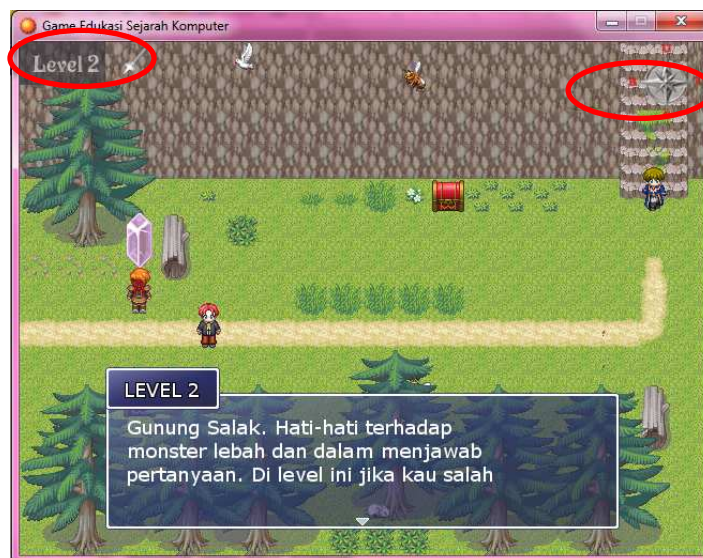 Game Edukasi Sejarah Komputer
Level 2
LEVEL 2
Gunung Salak. Hati-hati terhadap
monster lebah dan dalam menjawab
pertanyaan. Di level ini jika kau salah